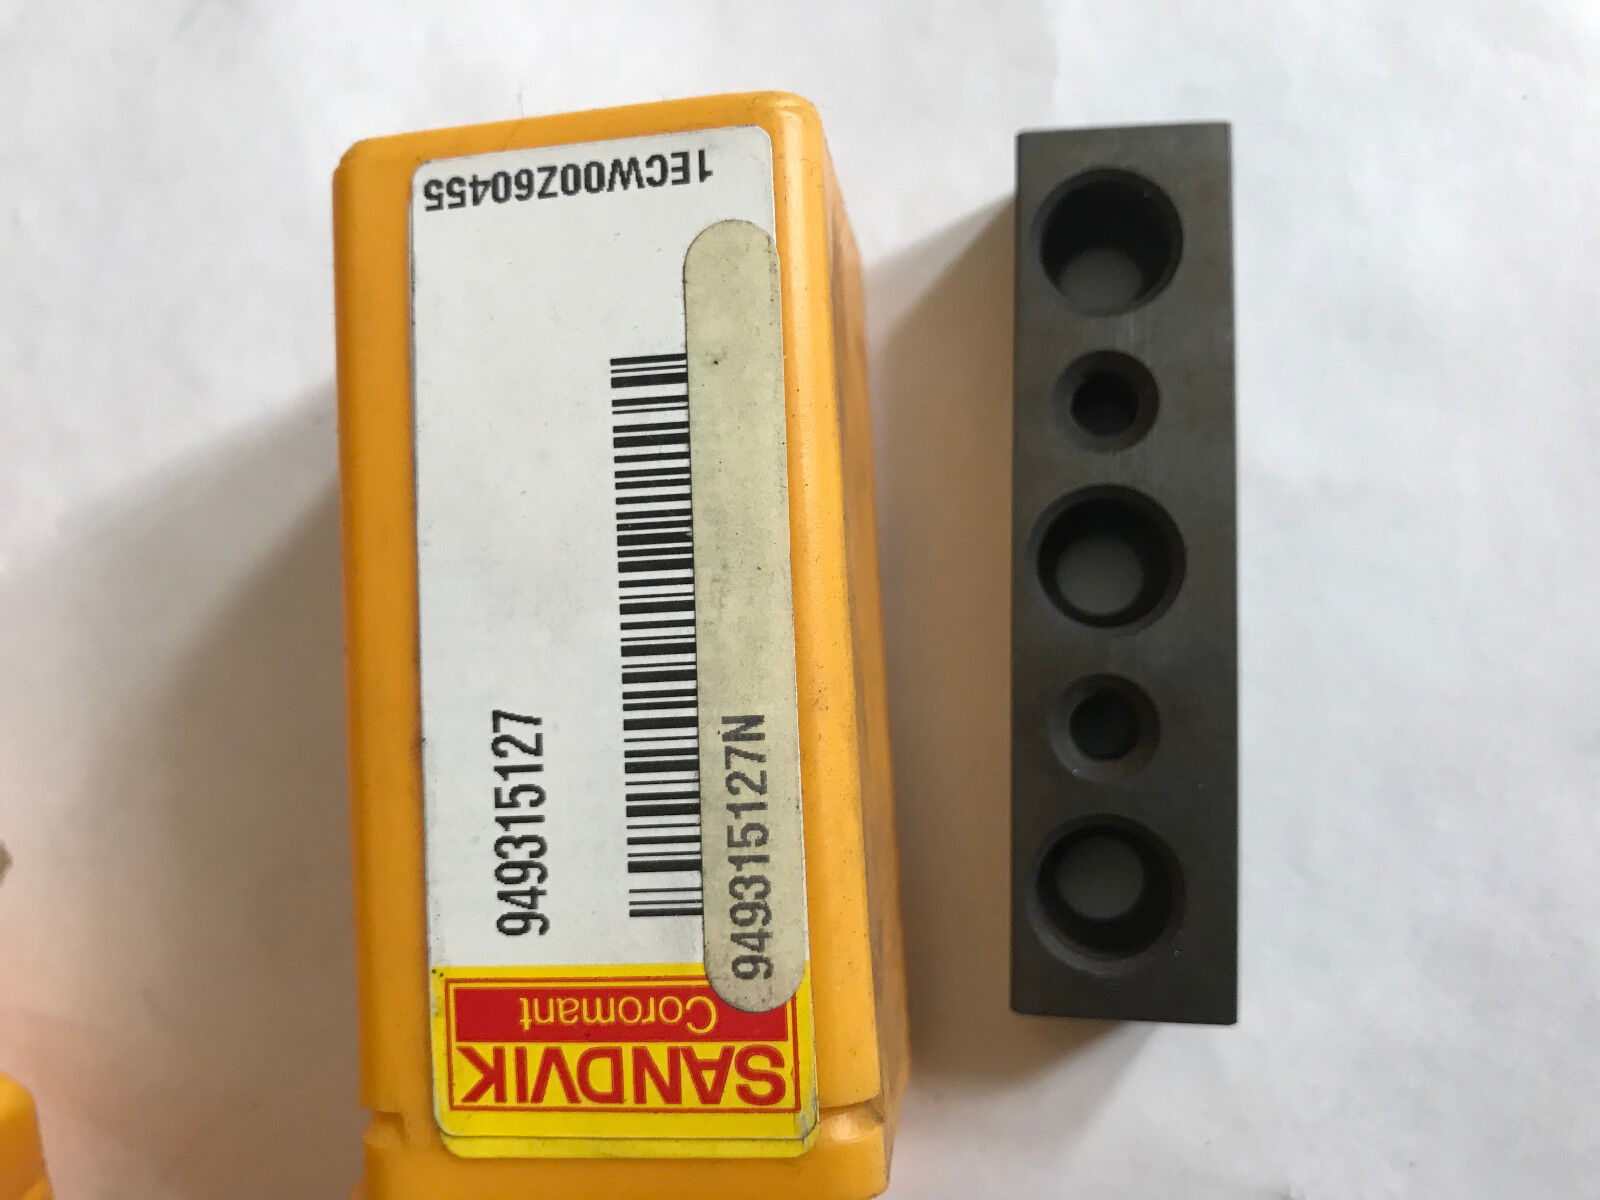 SANDVIK
Coromant
949315127
949315127N
1ECW00Z60455